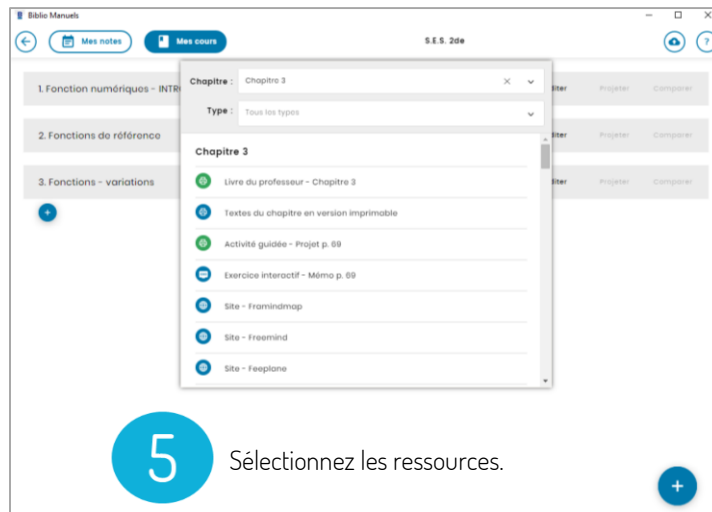 Biblio Manuels
Mes notes
Mes cours
S.E.S. 2de
?
1. Fonction numériques - INTR
2. Fonctions de référence
3. Fonctions - variations
Chapitre : Chapitre 3
Type : Tous les types
Chapitre 3
Livre du professeur - Chapitre 3
Textes du chapitre en version imprimable
Activité guidée - Projet p. 69
Exercice interactif - Mémo p. 69
Site - Framindmap
Site - Freemind
Site - Feeplane
diter Projeter Comparer
diter Projeter Comparer
diter Projeter Comparer
5 Sélectionnez les ressources.